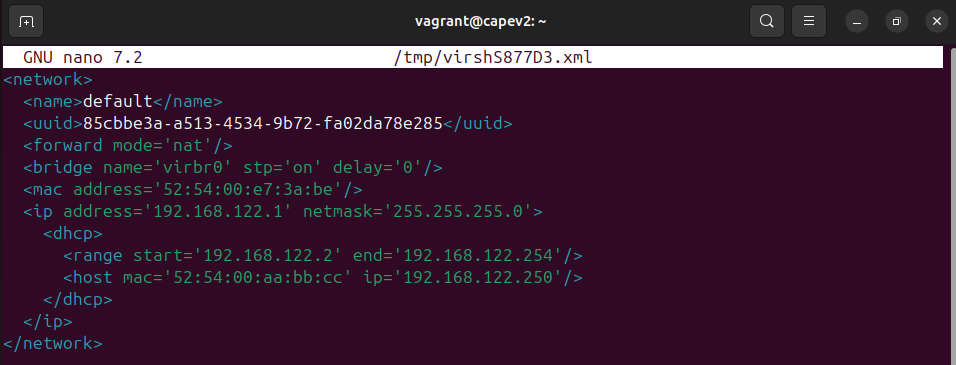 vagrant@capev2: ~
GNU nano 7.2 /tmp/virshS877D3.xml
<network>
  <name>default</name>
  <uuid>85cbbe3a-a513-4534-9b72-fa02da78e285</uuid>
  <forward mode='nat'/>
  <bridge name='virbr0' stp='on' delay='0'/>
  <mac address='52:54:00:e7:3a:be'/>
  <ip address='192.168.122.1' netmask='255.255.255.0'>
    <dhcp>
      <range start='192.168.122.2' end='192.168.122.254'/>
      <host mac='52:54:00:aa:bb:cc' ip='192.168.122.250'/>
    </dhcp>
  </ip>
</network>